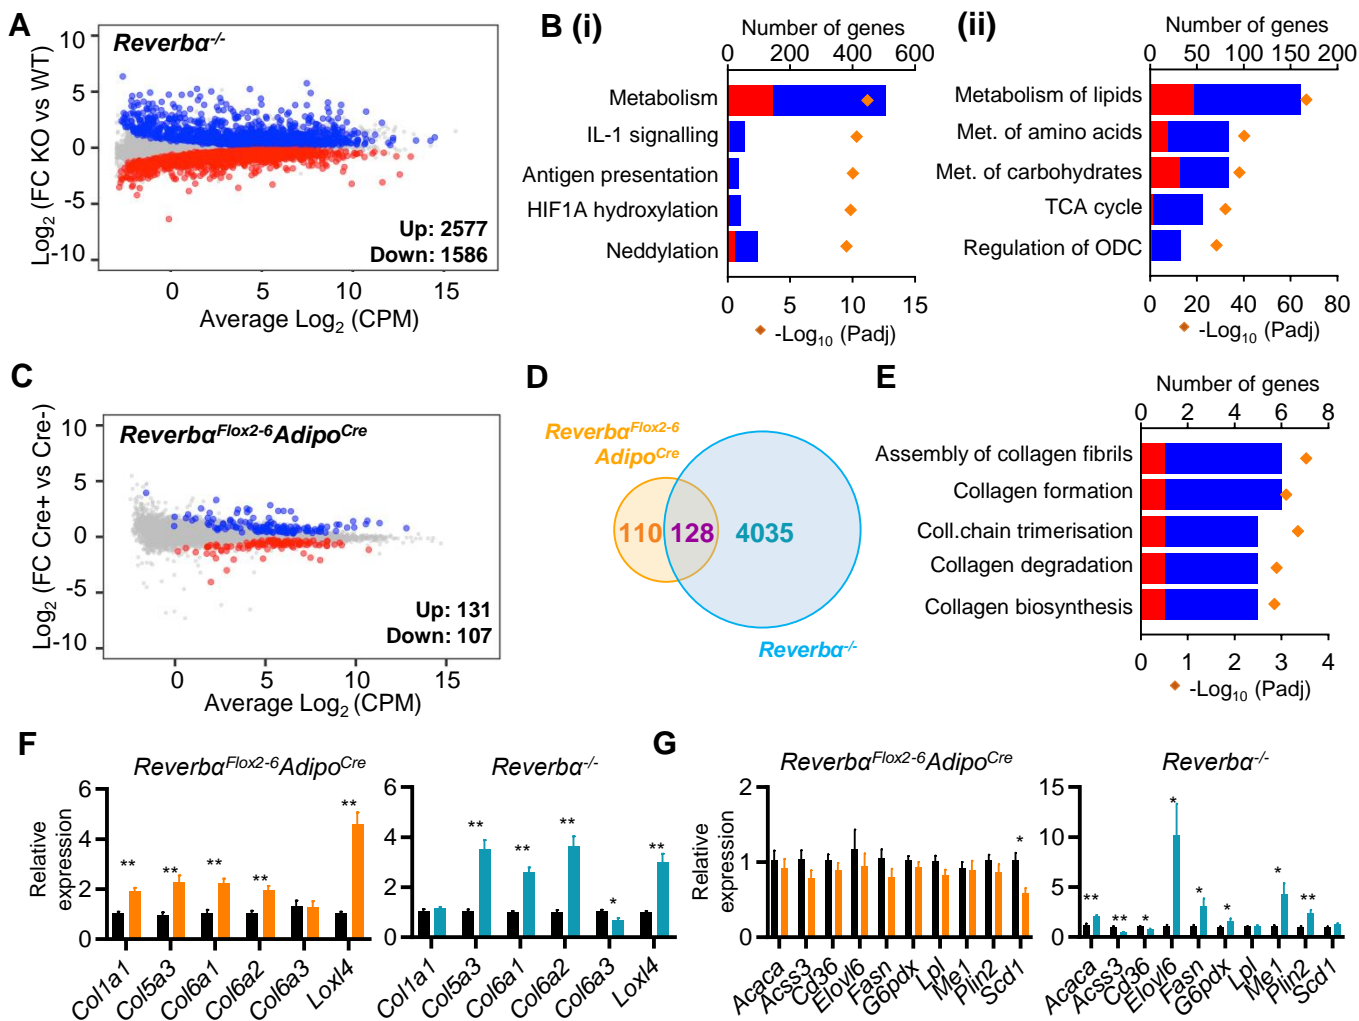 A
Reverbα-/-
Log2 (FC KO vs WT)
10
5
0
-5
-10
Up: 2577
Down: 1586
0
5
10
15
Average Log2 (CPM)
B (i)
Number of genes
0 200 400 600
Metabolism
IL-1 signalling
Antigen presentation
HIF1A hydroxylation
Neddylation
0 5 10 15
-Log10 (Padj)
(ii)
Number of genes
0 50 100 150 200
Metabolism of lipids
Met. of amino acids
Met. of carbohydrates
TCA cycle
Regulation of ODC
0 20 40 60 80
-Log10 (Padj)
C
ReverbαFlox2-6AdipoCre
Log2 (FC Cre+ vs Cre-)
10
5
0
-5
-10
Up: 131
Down: 107
0 5 10 15
Average Log2 (CPM)
D
ReverbαFlox2-6
AdipoCre
110 128 4035
Reverbα-/-
E
Number of genes
0 2 4 6 8
Assembly of collagen fibrils
Collagen formation
Coll.chain trimerisation
Collagen degradation
Collagen biosynthesis
0 1 2 3 4
-Log10 (Padj)
F
ReverbαFlox2-6AdipoCre
Relative
expression
6
4
2
0
** ** ** ** **
Col1a1 Col5a3 Col6a1 Col6a2 Col6a3 Loxl4
Reverbα-/-
6
4
2
0
** ** ** * **
Col1a1 Col5a3 Col6a1 Col6a2 Col6a3 Loxl4
G
ReverbαFlox2-6AdipoCre
Relative
expression
2
1
0
*
Acaca Acss3 Cd36 Elovl6 Fasn G6pdx Lpl Me1 Plin2 Scd1
Reverbα-/-
15
10
5
0
** ** * * * * * **
Acaca Acss3 Cd36 Elovl6 Fasn G6pdx Lpl Me1 Plin2 Scd1